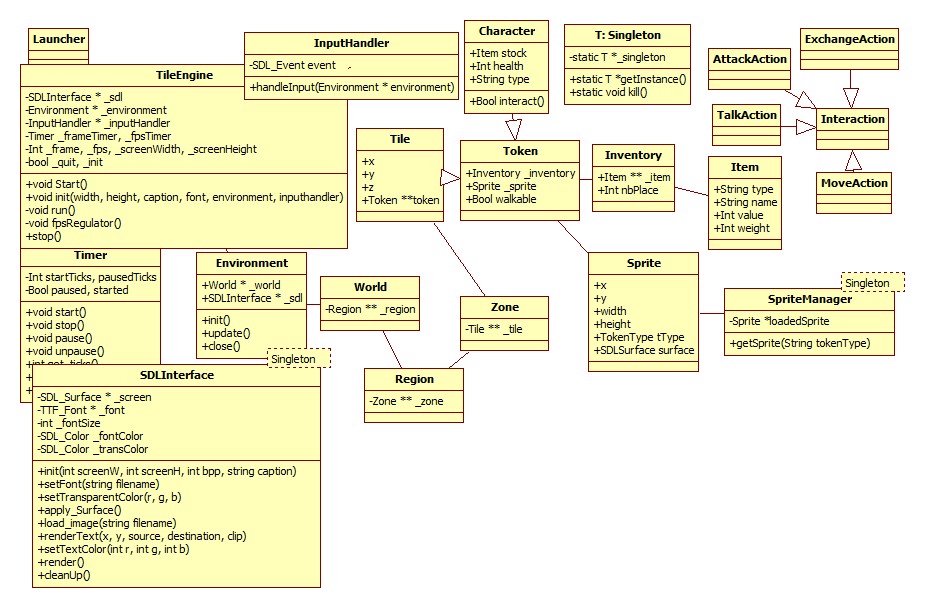 Launcher
TileEngine
-SDLInterface * _sdl
-Environment * _environment
-InputHandler * _inputHandler
-Timer _frameTimer, _fpsTimer
-Int _frame, _fps, _screenWidth, _screenHeight
-bool _quit, _init
+void Start()
+void init(width, height, caption, font, environment, inputhandler)
-void run()
-void fpsRegulator()
+stop()
InputHandler
-SDL_Event event
+handleInput(Environment * environment)
Character
+Item stock
+Int health
+String type
+Bool interact()
T: Singleton
-static T *_singleton
+static T *getInstance()
+static void kill()
AttackAction
ExchangeAction
TalkAction
Interaction
MoveAction
Tile
+x
+y
+z
+Token **token
Token
+Inventory _inventory
+Sprite _sprite
+Bool walkable
Inventory
+Item ** _item
+Int nbPlace
Item
+String type
+String name
+Int value
+Int weight
Timer
-Int startTicks, pausedTicks
-Bool paused, started
+void start()
+void stop()
+void pause()
+void unpause()
Environment
+World * _world
+SDLInterface * _sdl
+init()
+update()
+close()
World
-Region ** _region
Zone
-Tile ** _tile
Region
-Zone ** _zone
Sprite
+x
+y
+width
+height
+TokenType tType
+SDLSurface surface
Singleton
SpriteManager
-Sprite *loadedSprite
+getSprite(String tokenType)
Singleton
SDLInterface
-SDL_Surface * _screen
-TTF_Font * _font
-int _fontSize
-SDL_Color _fontColor
-SDL_Color _transColor
+init(int screenW, int screenH, int bpp, string caption)
+setFont(string filename)
+setTransparentColor(r, g, b)
+apply_Surface()
+load_image(string filename)
+renderText(x, y, source, destination, clip)
+setTextColor(int r, int g, int b)
+render()
+cleanUp()